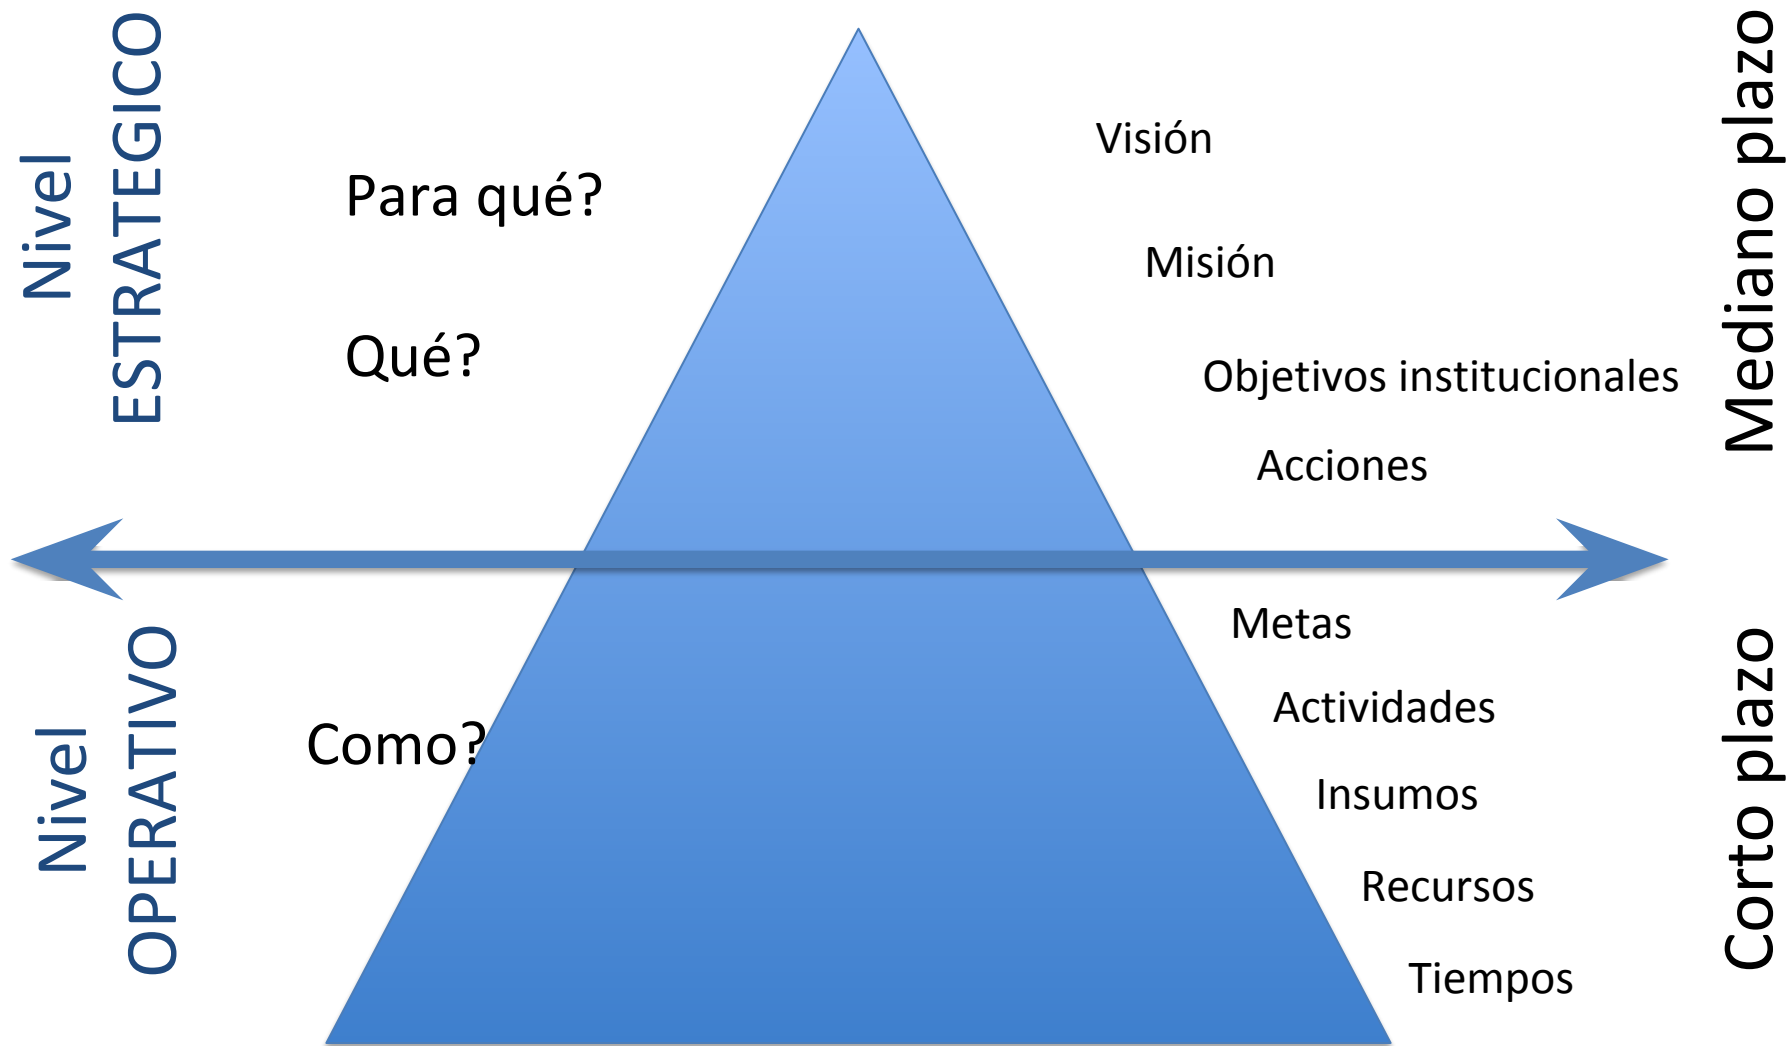 Nivel
ESTRATEGICO
Para qué?
Qué?
Visión
Misión
Objetivos institucionales
Acciones
Mediano plazo
Nivel
OPERATIVO
Como?
Metas
Actividades
Insumos
Recursos
Tiempos
Corto plazo